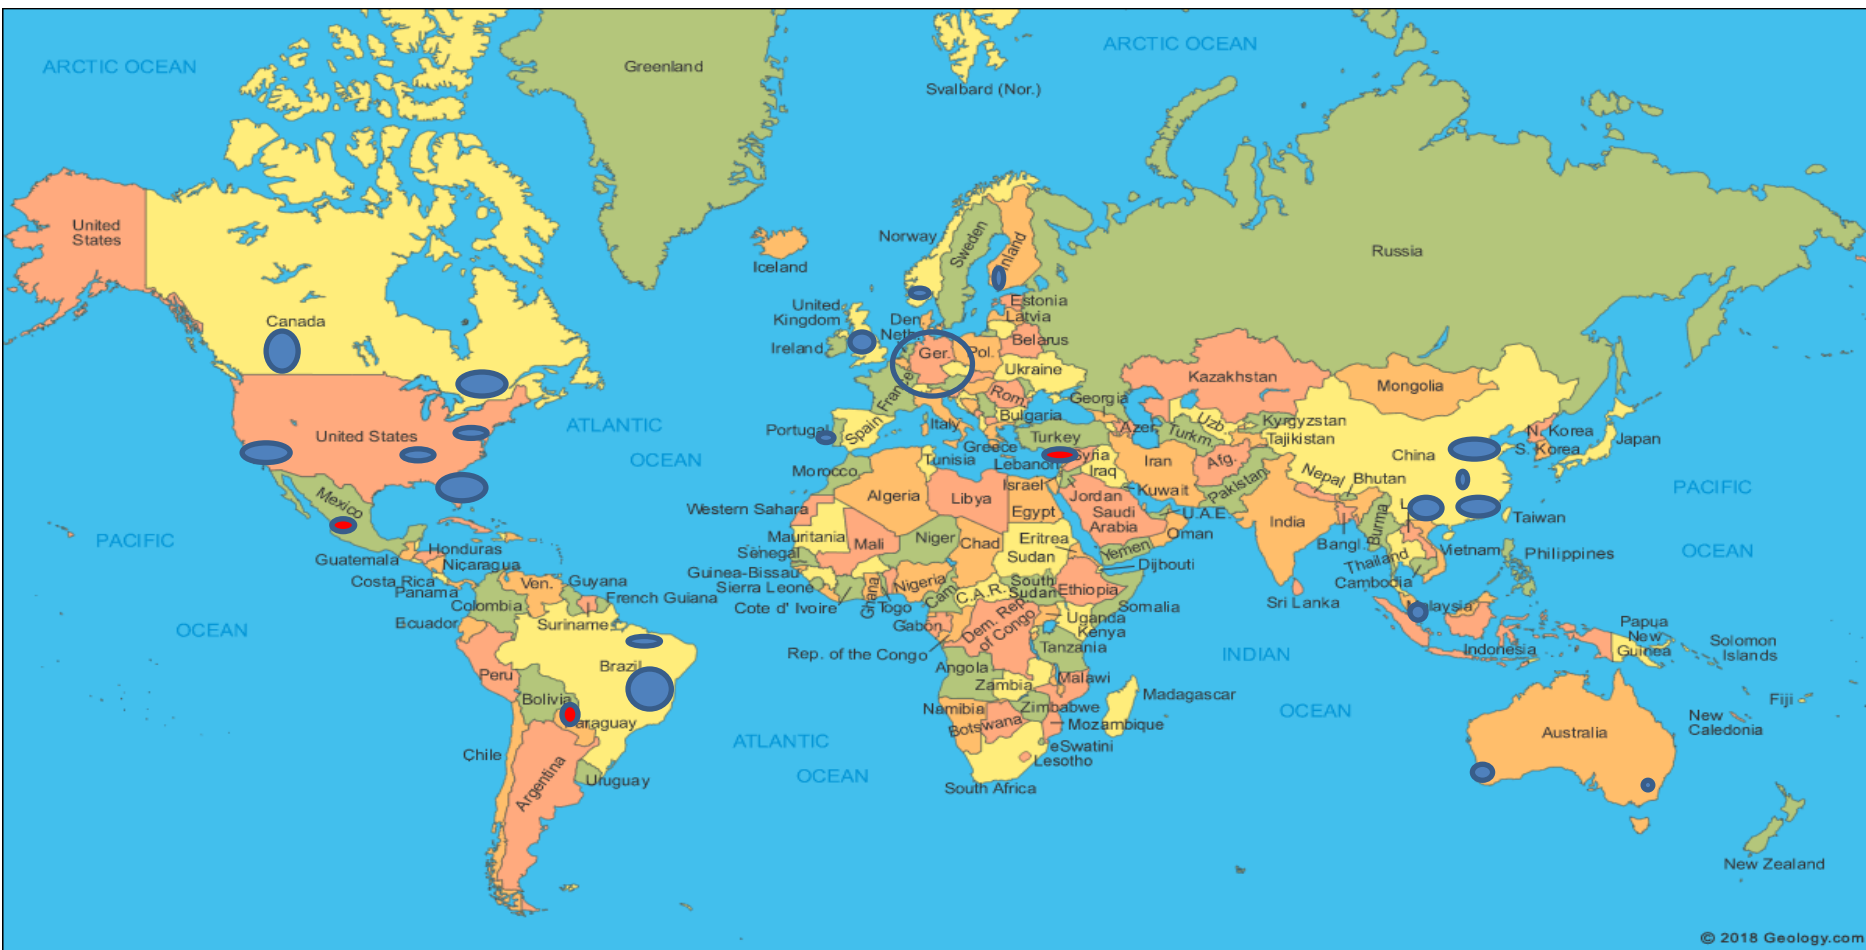 ARCTIC OCEAN
ARCTIC OCEAN
Greenland
Svalbard (Nor.)
United
States
Norway
Sweden
inland
Iceland
Russia
United
Kingdom
Estonia
Latvia
Canada
Den.
Neth.
Ireland
Belarus
Ger.
Pol.
Ukraine
France
Kazakhstan
Mongolia
Rom.
Georgia
Bulgaria
ATLANTIC
OCEAN
United States
Portugal
Spain
Italy
Greece
Turkey
Azer.
Uzb.
Turkm.
Kyrgyzstan
Tajikistan
N. Korea
S. Korea
Japan
China
Tunisia
Lebanon
Syria
Iraq
Iran
Afg.
Morocco
Israel
Jordan
Kuwait
Pakistan
Nepal
Bhutan
Mexico
Algeria
Libya
Egypt
Saudi
Arabia
U.A.E.
Oman
India
PACIFIC
OCEAN
Western Sahara
Taiwan
PACIFIC
OCEAN
Mauritania
Mali
Niger
Chad
Sudan
Eritrea
Yemen
Bangl.
Burma
L
Thailand
Vietnam
Philippines
Cambodia
Guatemala
Honduras
Nicaragua
Costa Rica
Panama
Senegal
Guinea-Bissau
Sierra Leone
Cote d' Ivoire
Ghana
Togo
Nigeria
Cam.
C.A.R.
South
Sudan
Ethiopia
Djibouti
Somalia
Sri Lanka
Malaysia
Ven.
Guyana
French Guiana
Colombia
Suriname
Ecuador
Gabon
Rep. of the Congo
Dem. Rep.
of Congo
Uganda
Kenya
Tanzania
INDIAN
OCEAN
Indonesia
Papua
New
Guinea
Solomon
Islands
Brazil
Peru
Bolivia
Paraguay
Angola
Zambia
Malawi
Madagascar
Namibia
Botswana
Zimbabwe
Mozambique
eSwatini
Lesotho
South Africa
Fiji
New
Caledonia
Australia
Chile
Argentina
Uruguay
ATLANTIC
OCEAN
New Zealand
© 2018 Geology.com